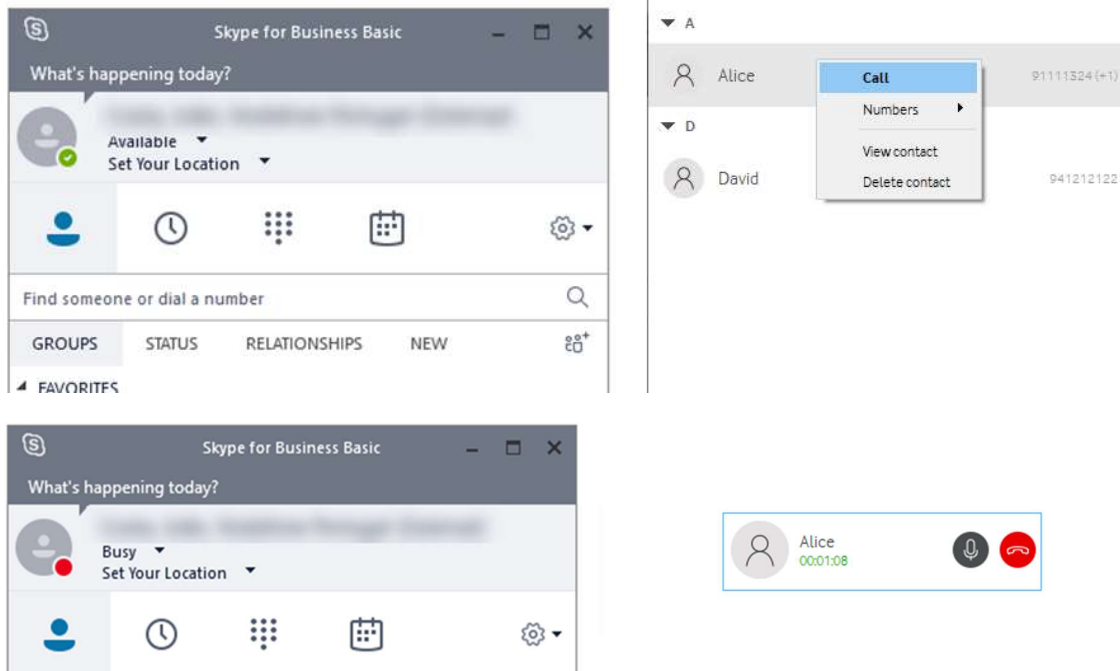 Skype for Business Basic
What's happening today?
Available
Set Your Location
Find someone or dial a number
GROUPS STATUS RELATIONSHIPS NEW
FAVORITES
A
Alice 91111324 (+1)
Call
Numbers
View contact
Delete contact
D
David 941212122
Skype for Business Basic
What's happening today?
Busy
Set Your Location
Alice
00:01:08